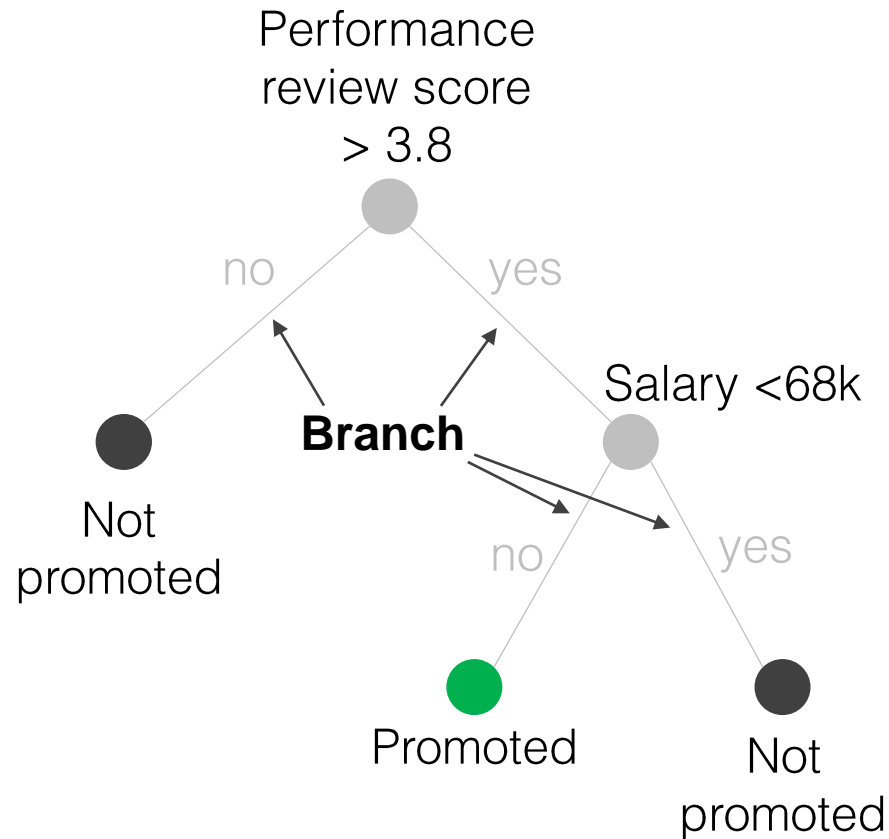 Performance
review score
> 3.8
no
yes
Salary <68k
Branch
Not
promoted
no
yes
Promoted
Not
promoted